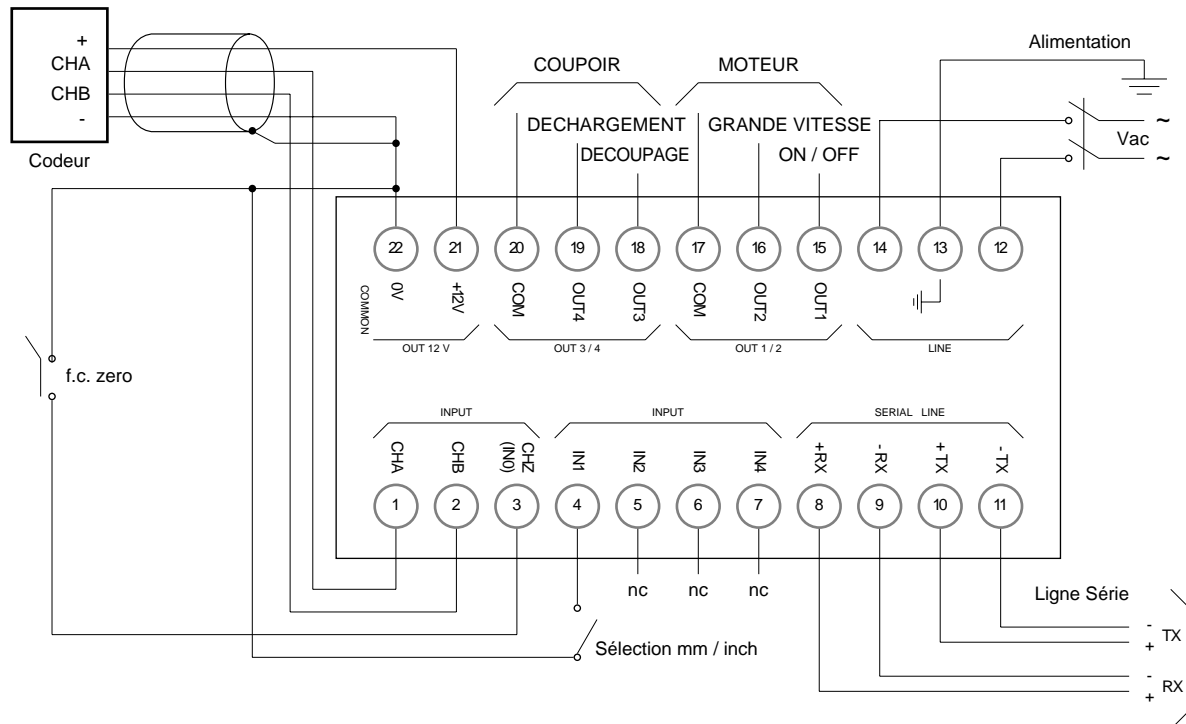 +
CHA
CHB
-
Codeur
COUPOIR
MOTEUR
Alimentation
DECHARGEMENT
GRANDE VITESSE
DECOUPAGE
ON / OFF
~
Vac
~
22
21
20
19
18
17
16
15
14
13
12
COMMON
0V
+12V
COM
OUT4
OUT3
COM
OUT2
OUT1
OUT 12 V
OUT 3 / 4
OUT 1 / 2
LINE
f.c. zero
INPUT
INPUT
SERIAL LINE
CHA
CHB
CHZ
(IN0)
IN1
IN2
IN3
IN4
+RX
-RX
+TX
-TX
1
2
3
4
5
6
7
8
9
10
11
nc
nc
nc
Ligne Série
Sélection mm / inch
-
TX
+
-
RX
+